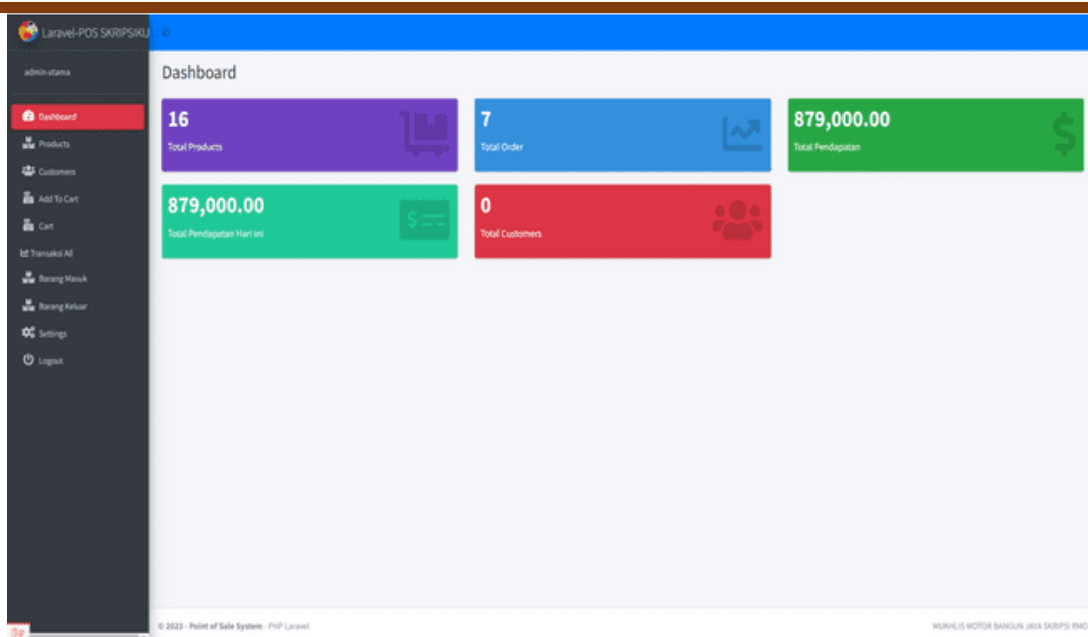 Laravel-POS SKRIPSIKU
admin utama
Dashboard
Products
Customers
Add To Cart
Cart
Transaksi All
Barang Masuk
Barang Keluar
Settings
Logout
Dashboard
16
Total Products
7
Total Order
879,000.00
Total Pendapatan
879,000.00
Total Pendapatan Hari Ini
0
Total Customers
© 2023 - Point of Sale System - PHP Laravel
MUKHLIS MOTOR BANGUN JAYA SKRIPSI